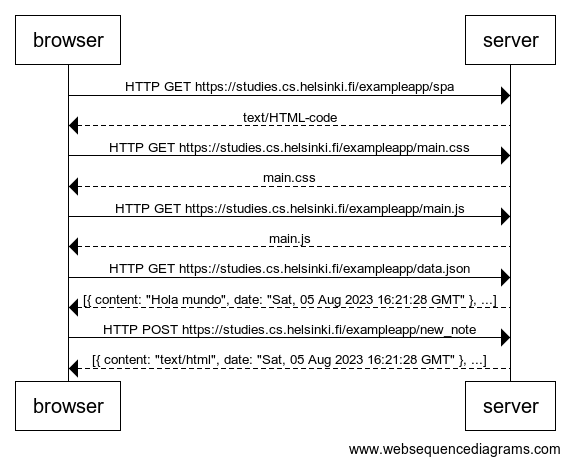 browser server
HTTP GET https://studies.cs.helsinki.fi/exampleapp/spa
text/HTML-code
HTTP GET https://studies.cs.helsinki.fi/exampleapp/main.css
main.css
HTTP GET https://studies.cs.helsinki.fi/exampleapp/main.js
main.js
HTTP GET https://studies.cs.helsinki.fi/exampleapp/data.json
[{ content: "Hola mundo", date: "Sat, 05 Aug 2023 16:21:28 GMT" }, ...]
HTTP POST https://studies.cs.helsinki.fi/exampleapp/new_note
[{ content: "text/html", date: "Sat, 05 Aug 2023 16:21:28 GMT" }, ...]
browser server
www.websequencediagrams.com